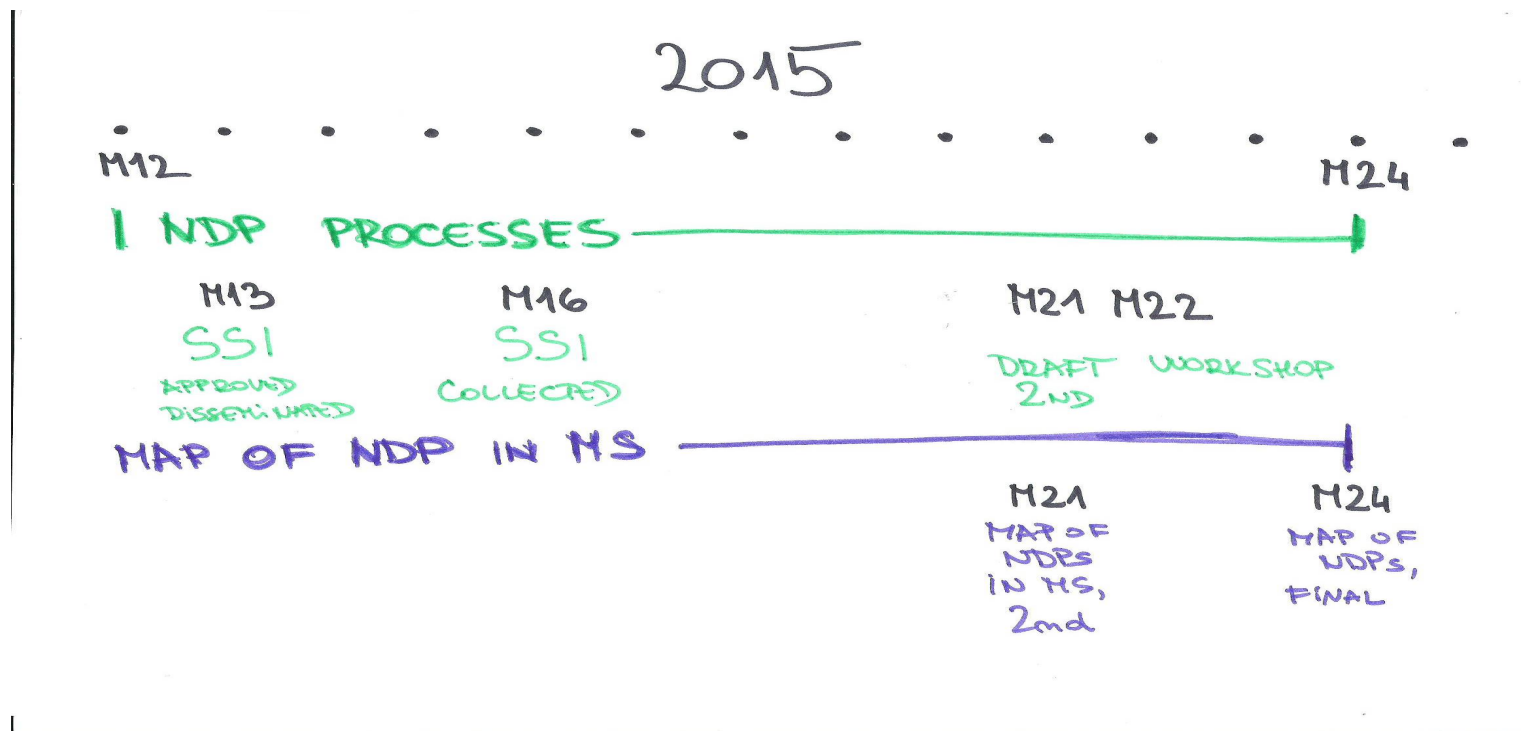 2015
M12 M24
I NDP PROCESSES
M13 M16 M21 M22
SSI SSI DRAFT WORKSHOP
2ND
APPROVED COLLECTED
DISSEMINATED
MAP OF NDP IN MS
M21 M24
MAP OF MAP OF
NDPS NDPs,
IN MS, FINAL
2nd